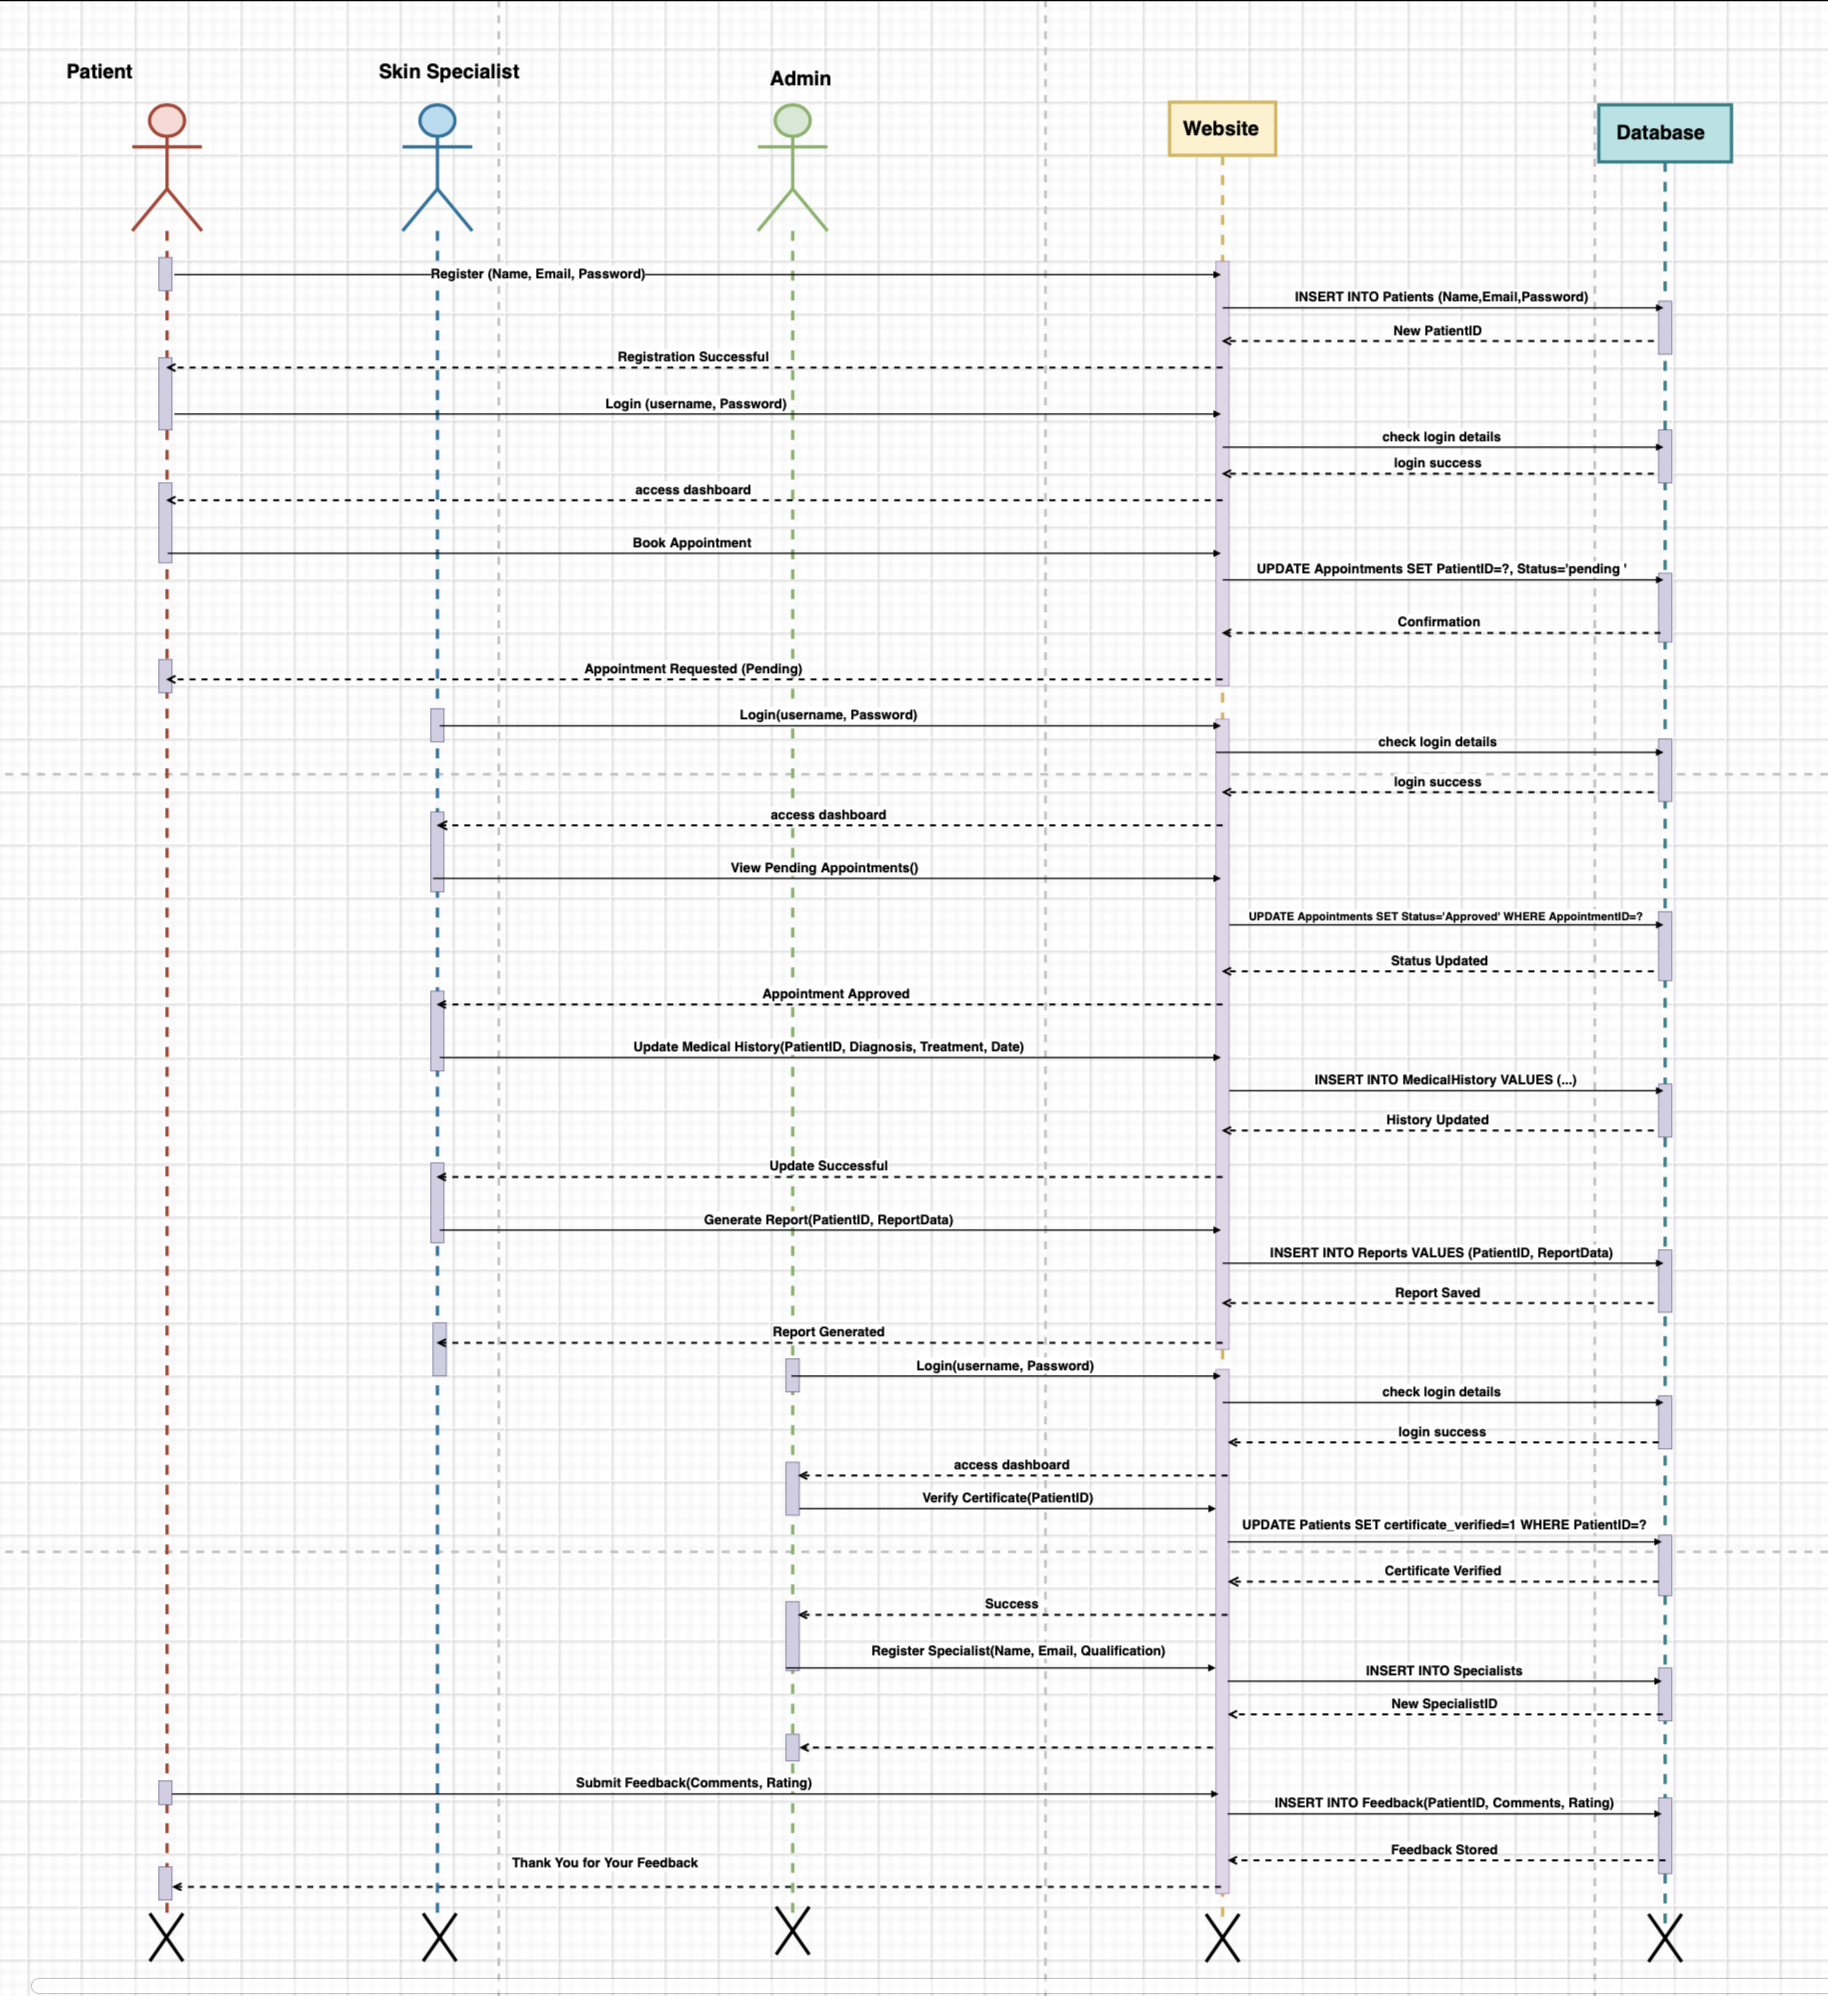 Patient
Skin Specialist
Admin
Website
Database
Register (Name, Email, Password)
INSERT INTO Patients (Name,Email,Password)
New PatientID
Registration Successful
Login (username, Password)
check login details
login success
access dashboard
Book Appointment
UPDATE Appointments SET PatientID=?, Status='pending '
Confirmation
Appointment Requested (Pending)
Login(username, Password)
check login details
login success
access dashboard
View Pending Appointments()
UPDATE Appointments SET Status='Approved' WHERE AppointmentID=?
Status Updated
Appointment Approved
Update Medical History(PatientID, Diagnosis, Treatment, Date)
INSERT INTO MedicalHistory VALUES (...)
History Updated
Update Successful
Generate Report(PatientID, ReportData)
INSERT INTO Reports VALUES (PatientID, ReportData)
Report Saved
Report Generated
Login(username, Password)
check login details
login success
access dashboard
Verify Certificate(PatientID)
UPDATE Patients SET certificate_verified=1 WHERE PatientID=?
Certificate Verified
Success
Register Specialist(Name, Email, Qualification)
INSERT INTO Specialists
New SpecialistID
Submit Feedback(Comments, Rating)
INSERT INTO Feedback(PatientID, Comments, Rating)
Feedback Stored
Thank You for Your Feedback